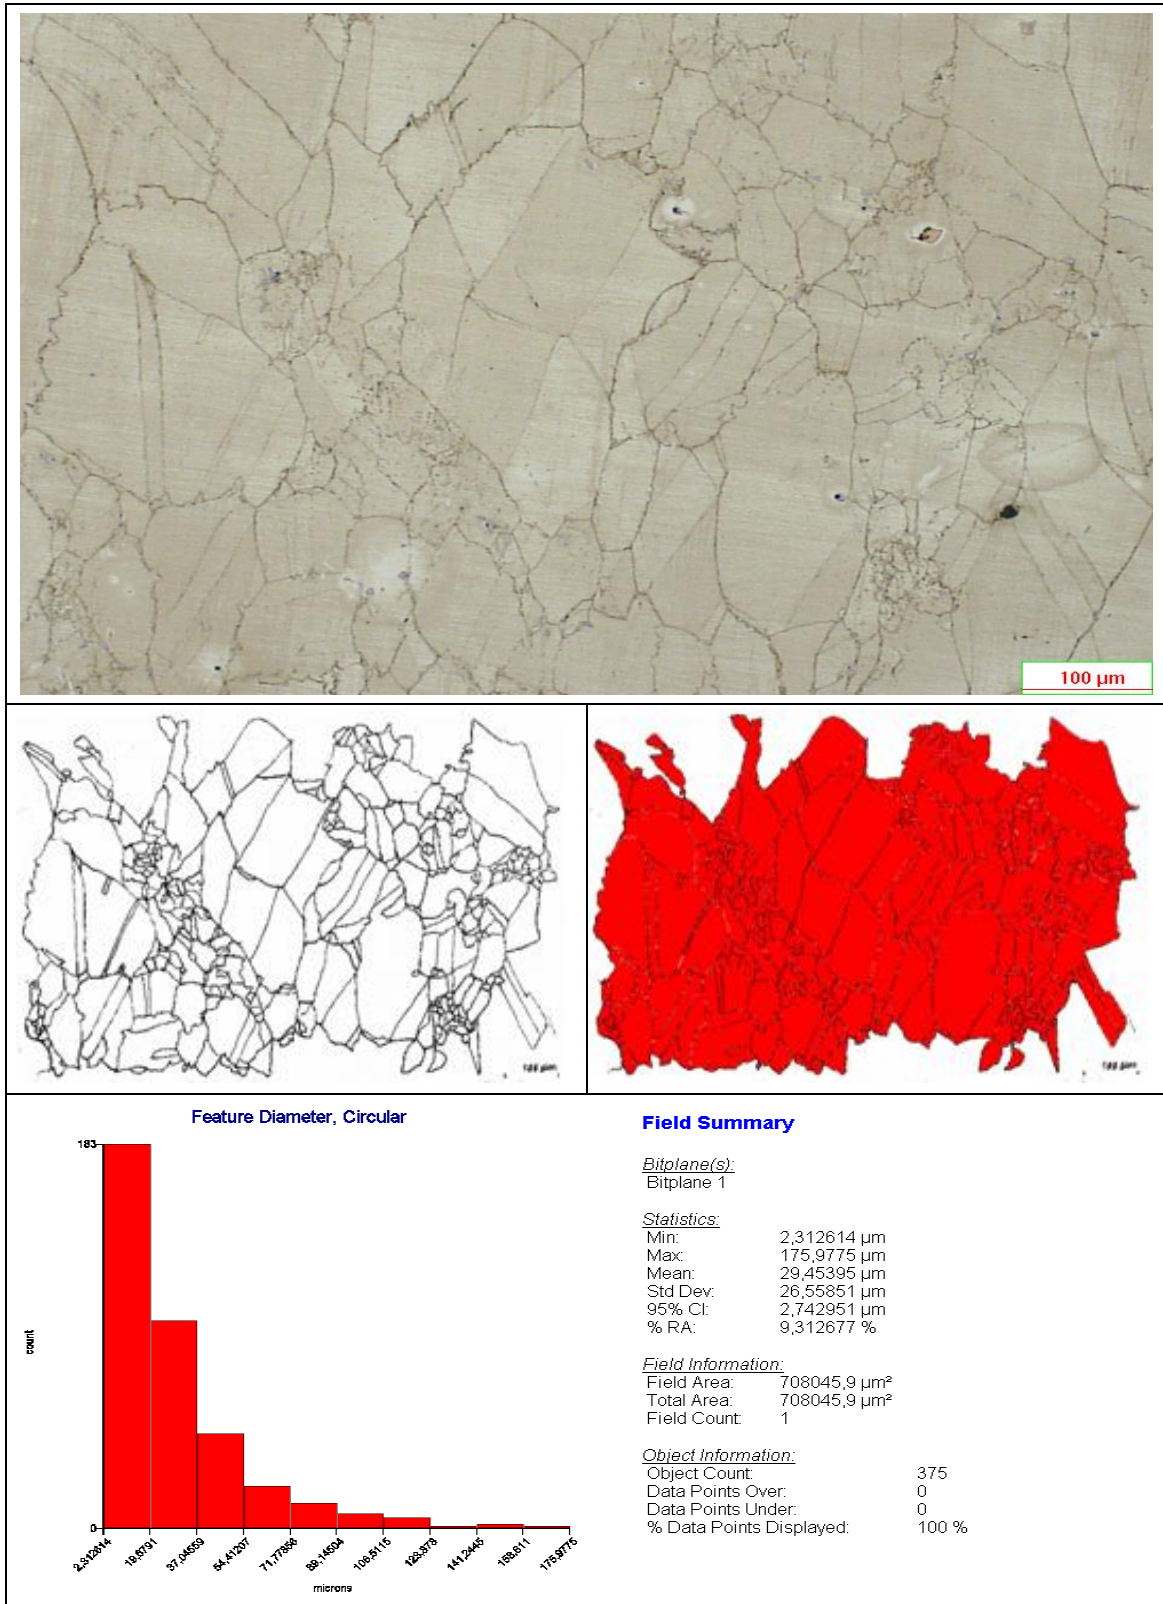 100 µm
100 µm
100 µm
Feature Diameter, Circular
183
count
0
2,312614
19,6791
37,04559
54,41207
71,77856
89,14504
106,5115
123,878
141,2445
158,611
175,9775
microns
Field Summary
Bitplane(s):
Bitplane 1
Statistics:
Min: 2,312614 µm
Max: 175,9775 µm
Mean: 29,45395 µm
Std Dev: 26,55851 µm
95% CI: 2,742951 µm
% RA: 9,312677 %
Field Information:
Field Area: 708045,9 µm²
Total Area: 708045,9 µm²
Field Count: 1
Object Information:
Object Count: 375
Data Points Over: 0
Data Points Under: 0
% Data Points Displayed: 100 %